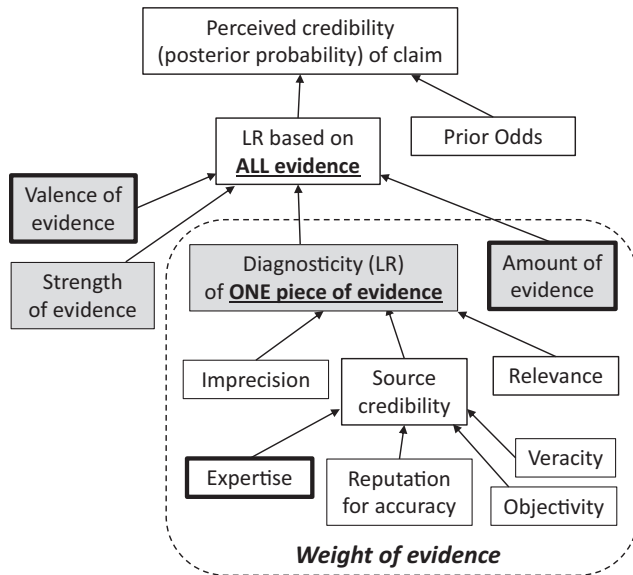 Perceived credibility
(posterior probability) of claim
LR based on
ALL evidence
Prior Odds
Valence of
evidence
Strength
of evidence
Diagnosticity (LR)
of ONE piece of evidence
Amount of
evidence
Imprecision
Source
credibility
Relevance
Expertise
Reputation
for accuracy
Veracity
Objectivity
Weight of evidence